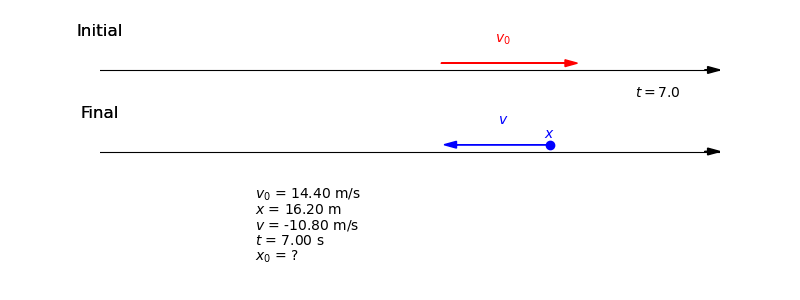 Initial
v₀
t = 7.0
Final
v
x
v₀ = 14.40 m/s
x = 16.20 m
v = -10.80 m/s
t = 7.00 s
x₀ = ?